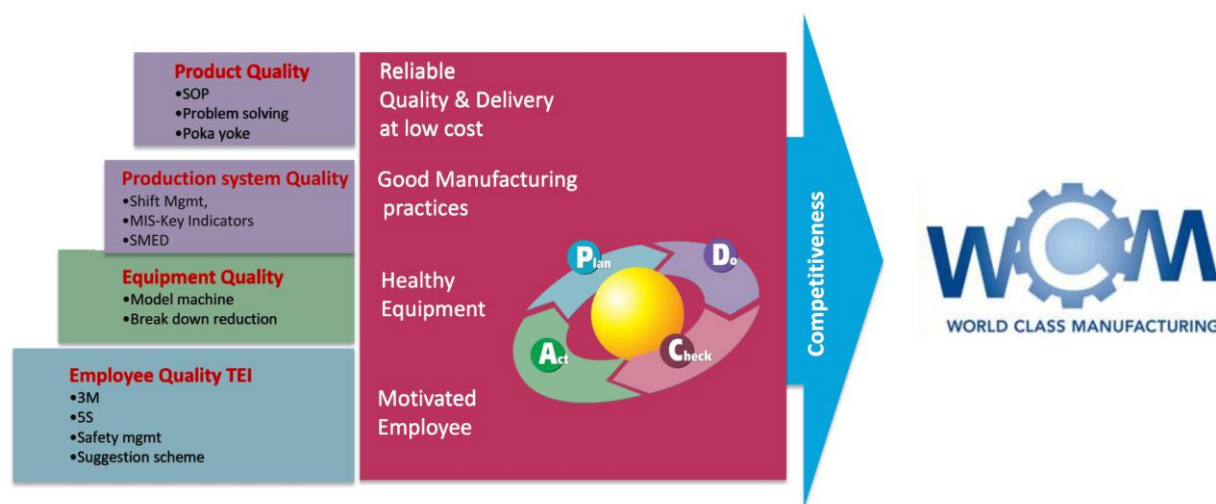 Product Quality
•SOP
•Problem solving
•Poka yoke
Production system Quality
•Shift Mgmt,
•MIS-Key Indicators
•SMED
Equipment Quality
•Model machine
•Break down reduction
Employee Quality TEI
•3M
•5S
•Safety mgmt
•Suggestion scheme
Reliable
Quality & Delivery
at low cost
Good Manufacturing
practices
Healthy
Equipment
Motivated
Employee
Plan
Do
Check
Act
Competitiveness
WCM
WORLD CLASS MANUFACTURING